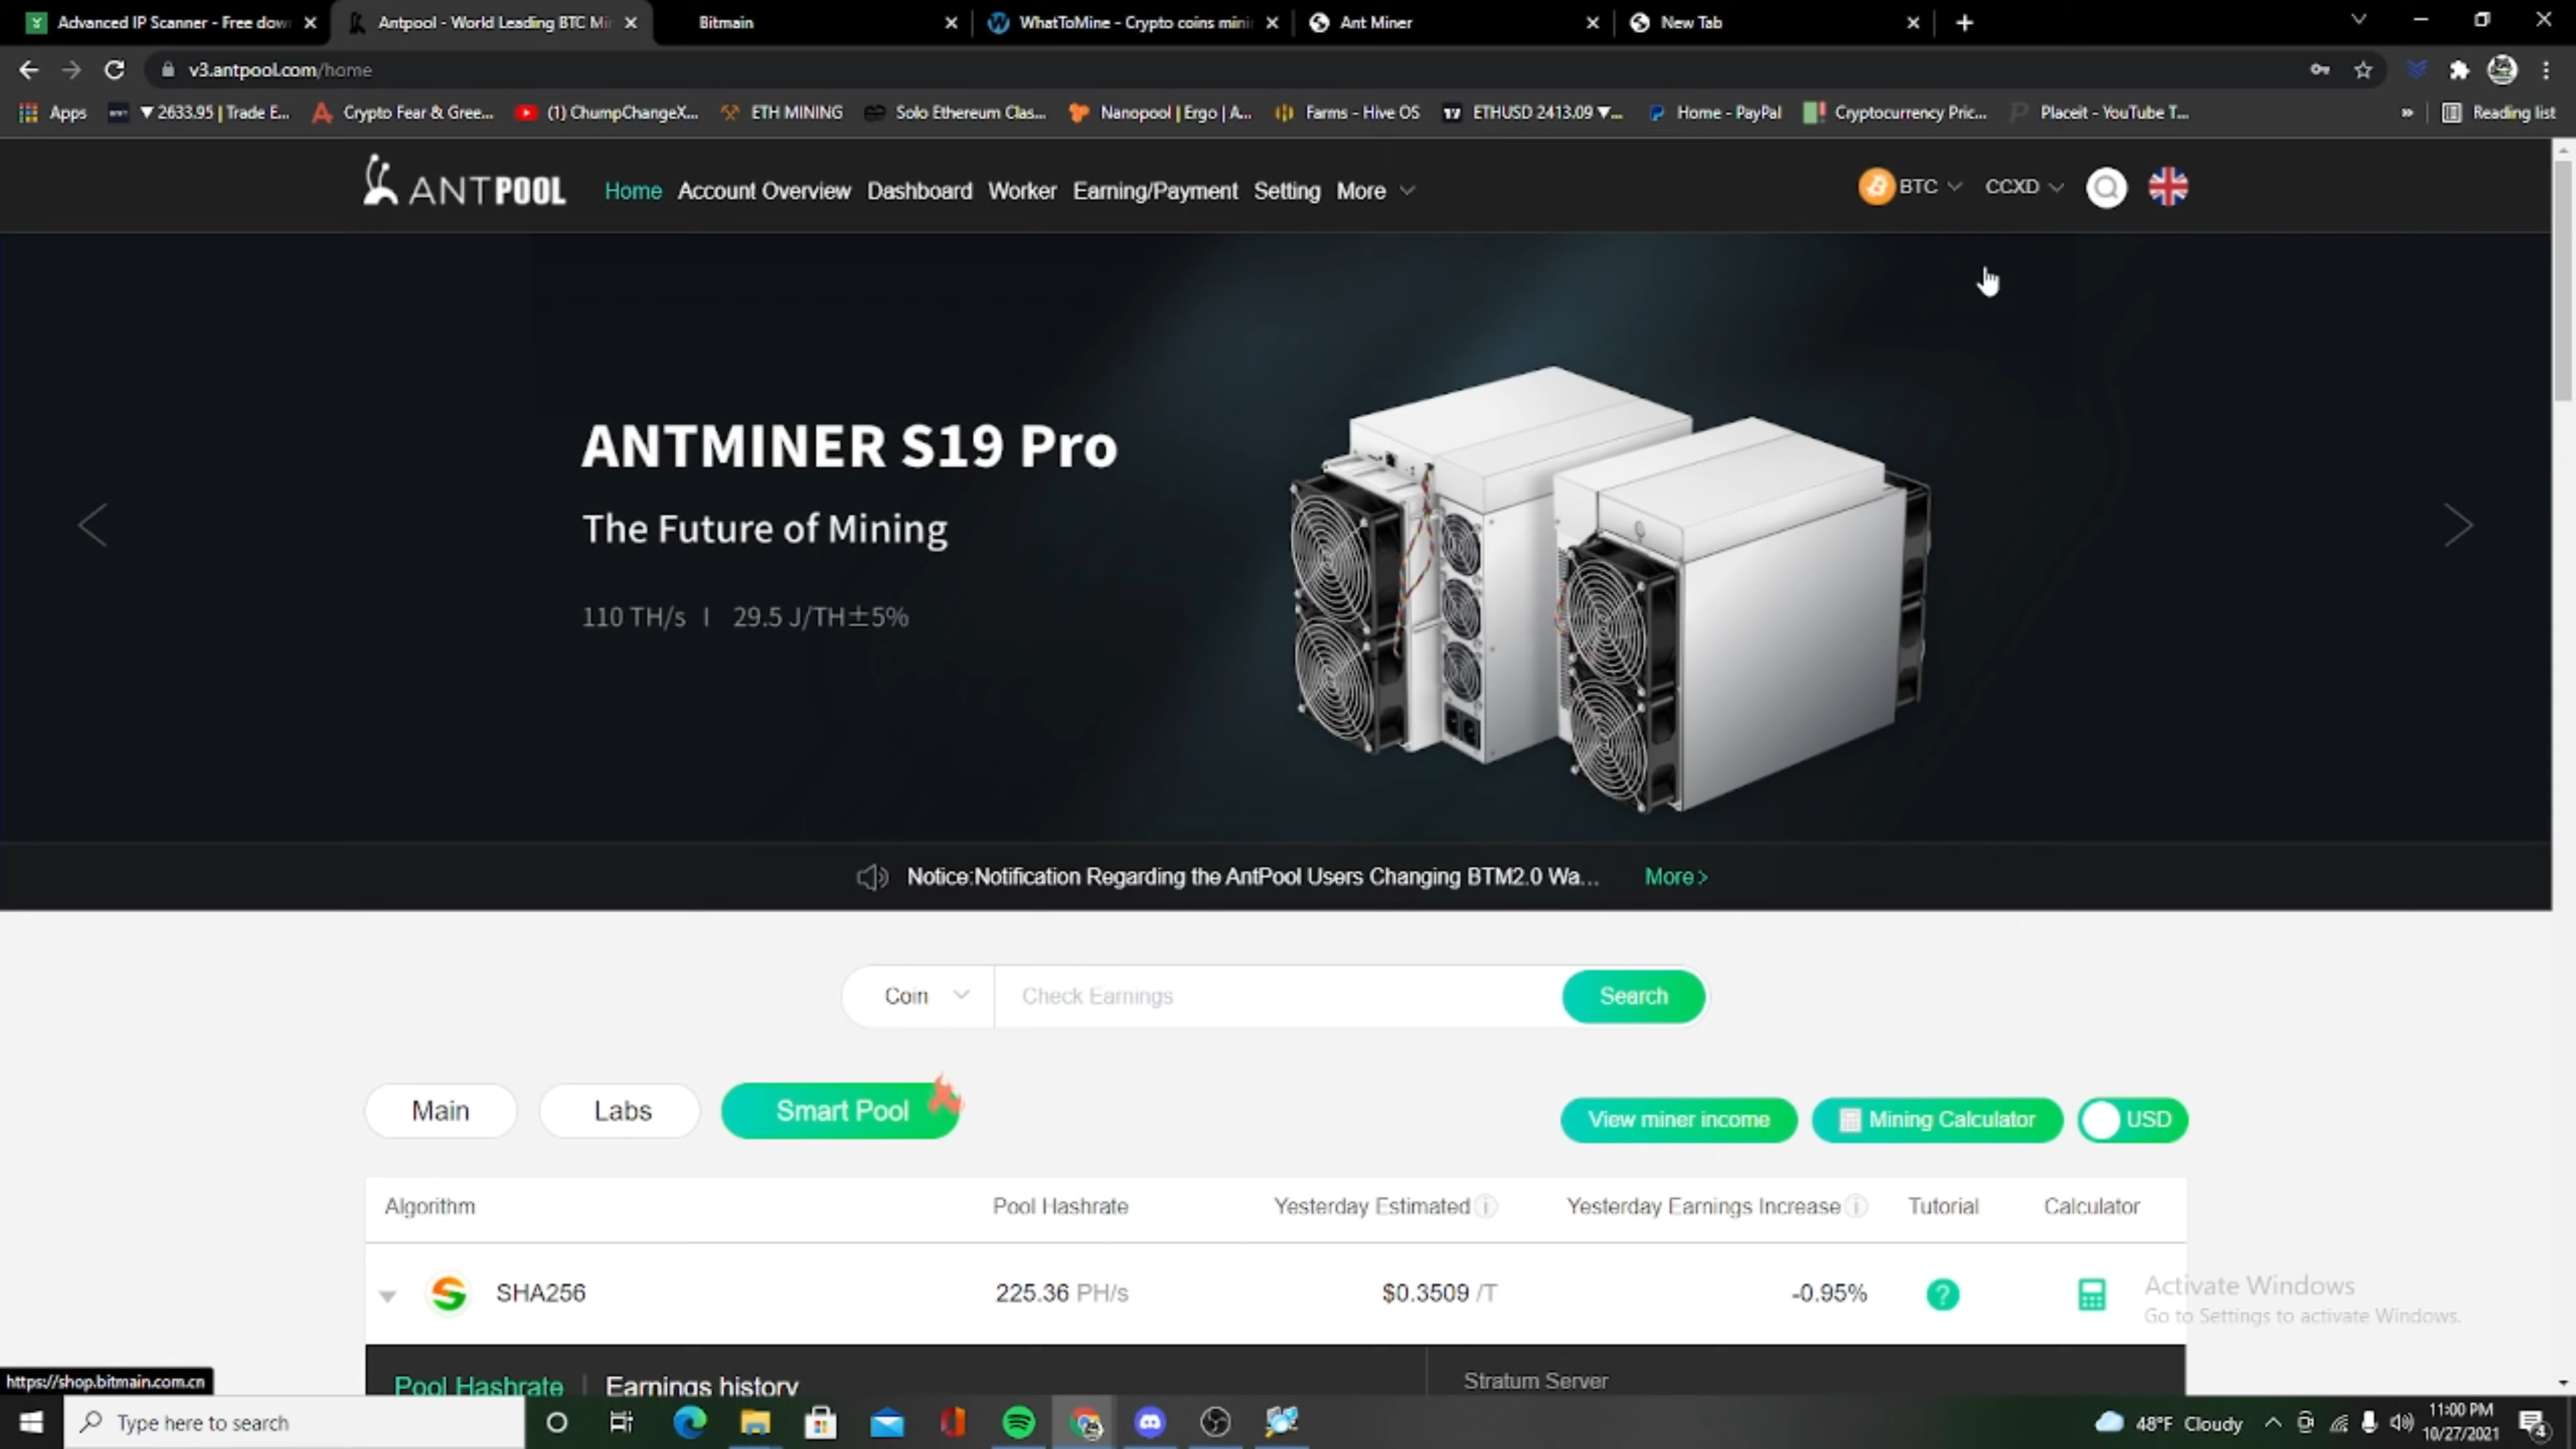 Advanced IP Scanner - Free dow
Antpool - World Leading BTC Mi
Bitmain
WhatToMine - Crypto coins mini
Ant Miner
New Tab
v3.antpool.com/home
Apps
▼ 2633.95 | Trade E...
Crypto Fear & Gree...
(1) ChumpChangeX...
ETH MINING
Solo Ethereum Clas...
Nanopool | Ergo | A...
Farms - Hive OS
ETHUSD 2413.09 ▼...
Home - PayPal
Cryptocurrency Pric...
Placeit - YouTube T...
»
Reading list
ANTPOOL
Home
Account Overview
Dashboard
Worker
Earning/Payment
Setting
More
BTC
CCXD
ANTMINER S19 Pro
The Future of Mining
110 TH/s | 29.5 J/TH±5%
Notice:Notification Regarding the AntPool Users Changing BTM2.0 Wa...
More >
Coin
Check Earnings
Search
Main
Labs
Smart Pool
View miner income
Mining Calculator
USD
Algorithm
Pool Hashrate
Yesterday Estimated
Yesterday Earnings Increase
Tutorial
Calculator
SHA256
225.36 PH/s
$0.3509 /T
-0.95%
Activate Windows
Go to Settings to activate Windows.
Pool Hashrate | Earnings history
Stratum Server
https://shop.bitmain.com.cn
Type here to search
48°F Cloudy
11:00 PM
10/27/2021
4